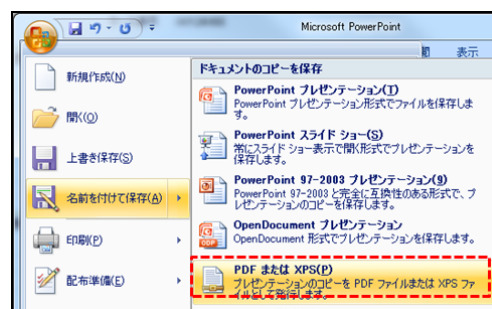 Microsoft PowerPoint
表示
新規作成(N)
開く(O)
上書き保存(S)
名前を付けて保存(A)
印刷(P)
配布準備(E)
ドキュメントのコピーを保存
PowerPoint プレゼンテーション(T)
PowerPoint プレゼンテーション形式でファイルを保存しま
す。
PowerPoint スライド ショー(S)
常にスライド ショー表示で開く形式でプレゼンテーションを
保存します。
PowerPoint 97-2003 プレゼンテーション(9)
PowerPoint 97-2003 と完全に互換性のある形式で、プ
レゼンテーションのコピーを保存します。
OpenDocument プレゼンテーション
OpenDocument 形式でプレゼンテーションを保存します。
PDF または XPS(P)
プレゼンテーションのコピーを PDF ファイルまたは XPS ファ
イルとして発行します。